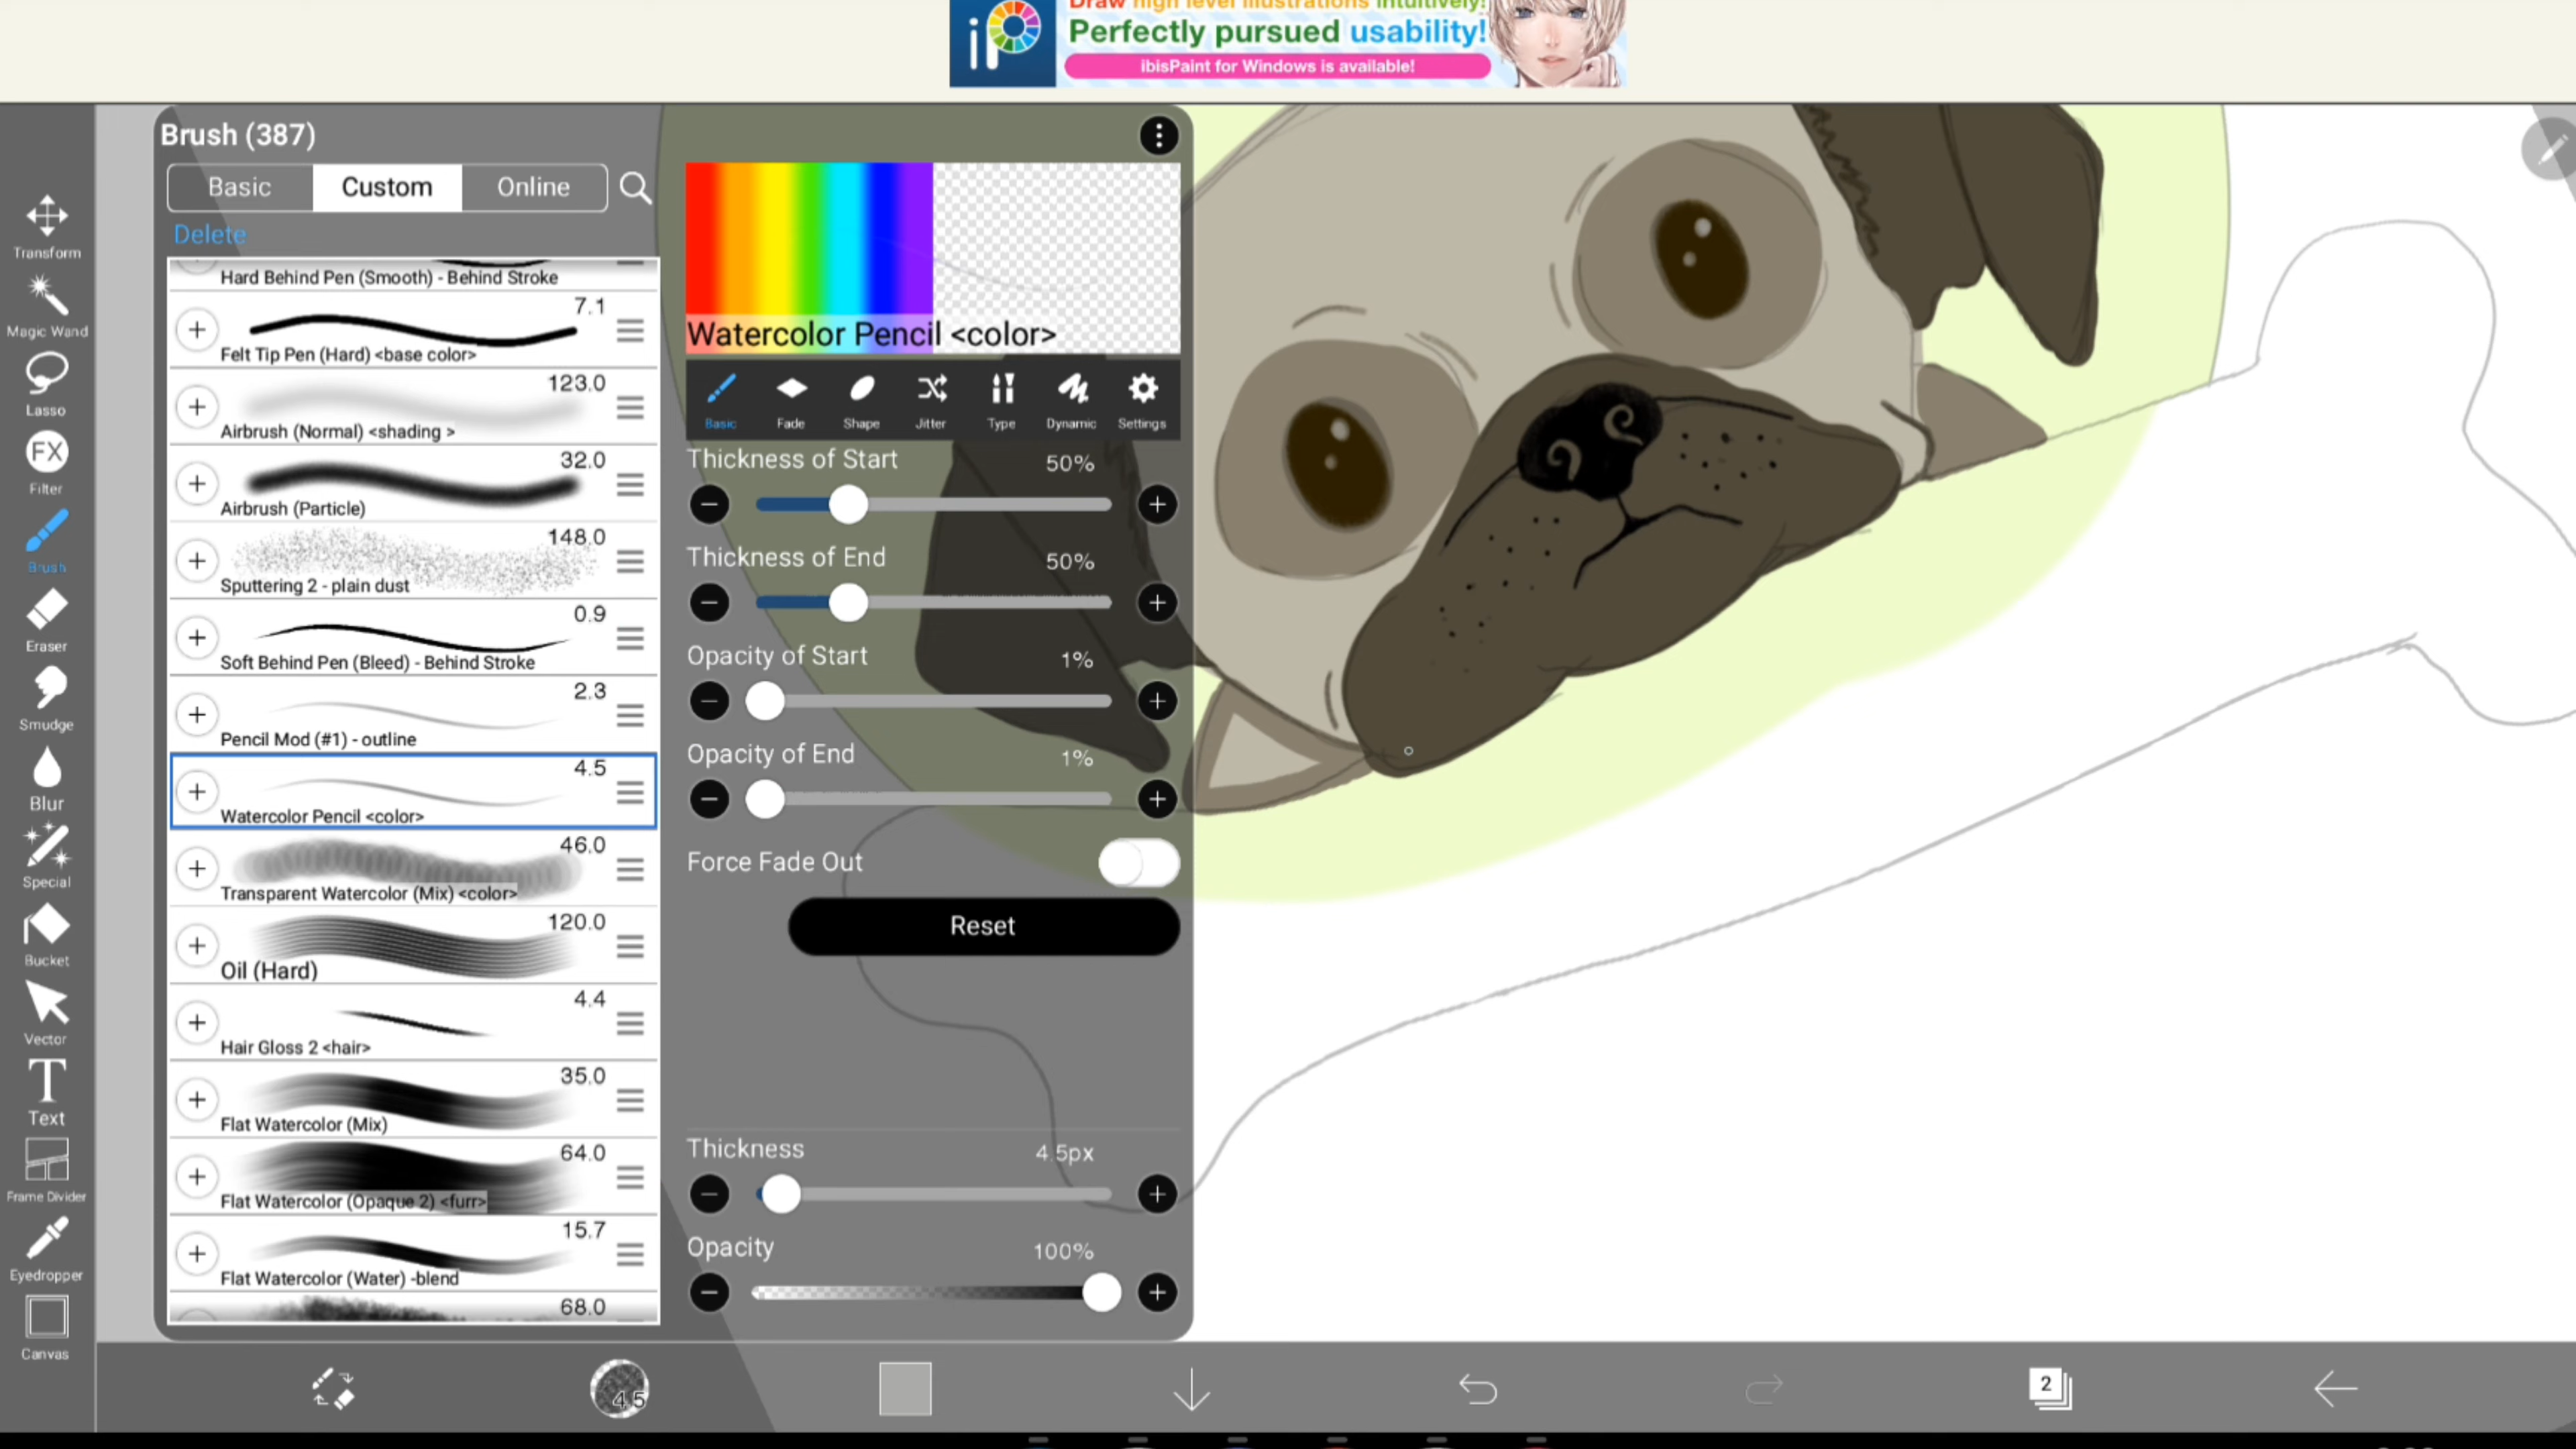 Draw high level illustrations intuitively!
iP
Perfectly pursued usability!
ibisPaint for Windows is available!
Brush (387)
Basic
Custom
Online
Delete
Hard Behind Pen (Smooth) - Behind Stroke
7.1
Felt Tip Pen (Hard) <base color>
123.0
Airbrush (Normal) <shading >
32.0
Airbrush (Particle)
148.0
Sputtering 2 - plain dust
0.9
Soft Behind Pen (Bleed) - Behind Stroke
2.3
Pencil Mod (#1) - outline
4.5
Watercolor Pencil <color>
46.0
Transparent Watercolor (Mix) <color>
120.0
Oil (Hard)
4.4
Hair Gloss 2 <hair>
35.0
Flat Watercolor (Mix)
64.0
Flat Watercolor (Opaque 2) <furr>
15.7
Flat Watercolor (Water) -blend
68.0
Watercolor Pencil <color>
Basic
Fade
Shape
Jitter
Type
Dynamic
Settings
Thickness of Start 50%
Thickness of End 50%
Opacity of Start 1%
Opacity of End 1%
Force Fade Out
Reset
Thickness 4.5px
Opacity 100%
Transform
Magic Wand
Lasso
FX
Filter
Brush
Eraser
Smudge
Blur
Special
Bucket
Vector
T
Text
Frame Divider
Eyedropper
Canvas
4.5
2